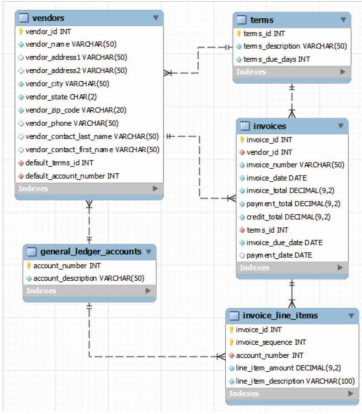 vendors
vendor_id INT
vendor_name VARCHAR(50)
vendor_address1 VARCHAR(50)
vendor_address2 VARCHAR(50)
vendor_city VARCHAR(50)
vendor_state CHAR(2)
vendor_zip_code VARCHAR(20)
vendor_phone VARCHAR(50)
vendor_contact_last_name VARCHAR(50)
vendor_contact_first_name VARCHAR(50)
default_terms_id INT
default_account_number INT
Indexes
terms
terms_id INT
terms_description VARCHAR(50)
terms_due_days INT
Indexes
invoices
invoice_id INT
vendor_id INT
invoice_number VARCHAR(50)
invoice_date DATE
invoice_total DECIMAL(9,2)
payment_total DECIMAL(9,2)
credit_total DECIMAL(9,2)
terms_id INT
invoice_due_date DATE
payment_date DATE
Indexes
general_ledger_accounts
account_number INT
account_description VARCHAR(50)
Indexes
invoice_line_items
invoice_id INT
invoice_sequence INT
account_number INT
line_item_amount DECIMAL(9,2)
line_item_description VARCHAR(100)
Indexes